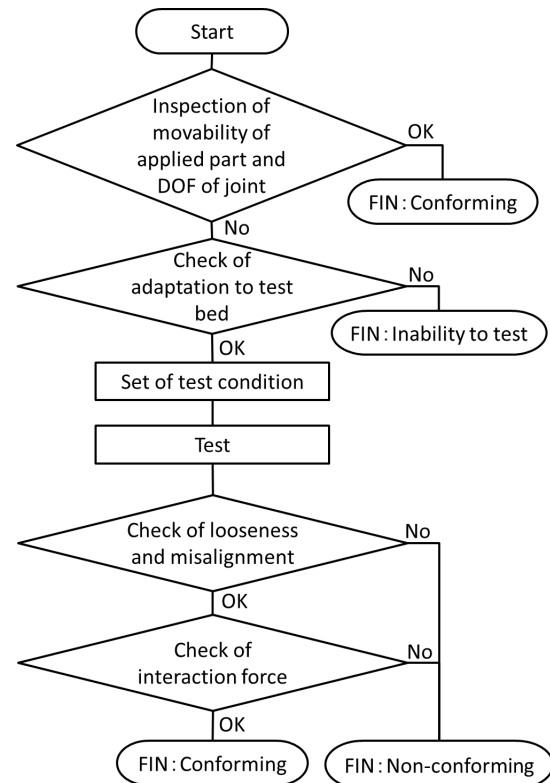 Start
Inspection of
movability of
applied part and
DOF of joint
OK
FIN : Conforming
No
Check of
adaptation to test
bed
No
FIN : Inability to test
OK
Set of test condition
Test
Check of looseness
and misalignment
No
OK
Check of
interaction force
No
OK
FIN : Conforming
FIN : Non-conforming